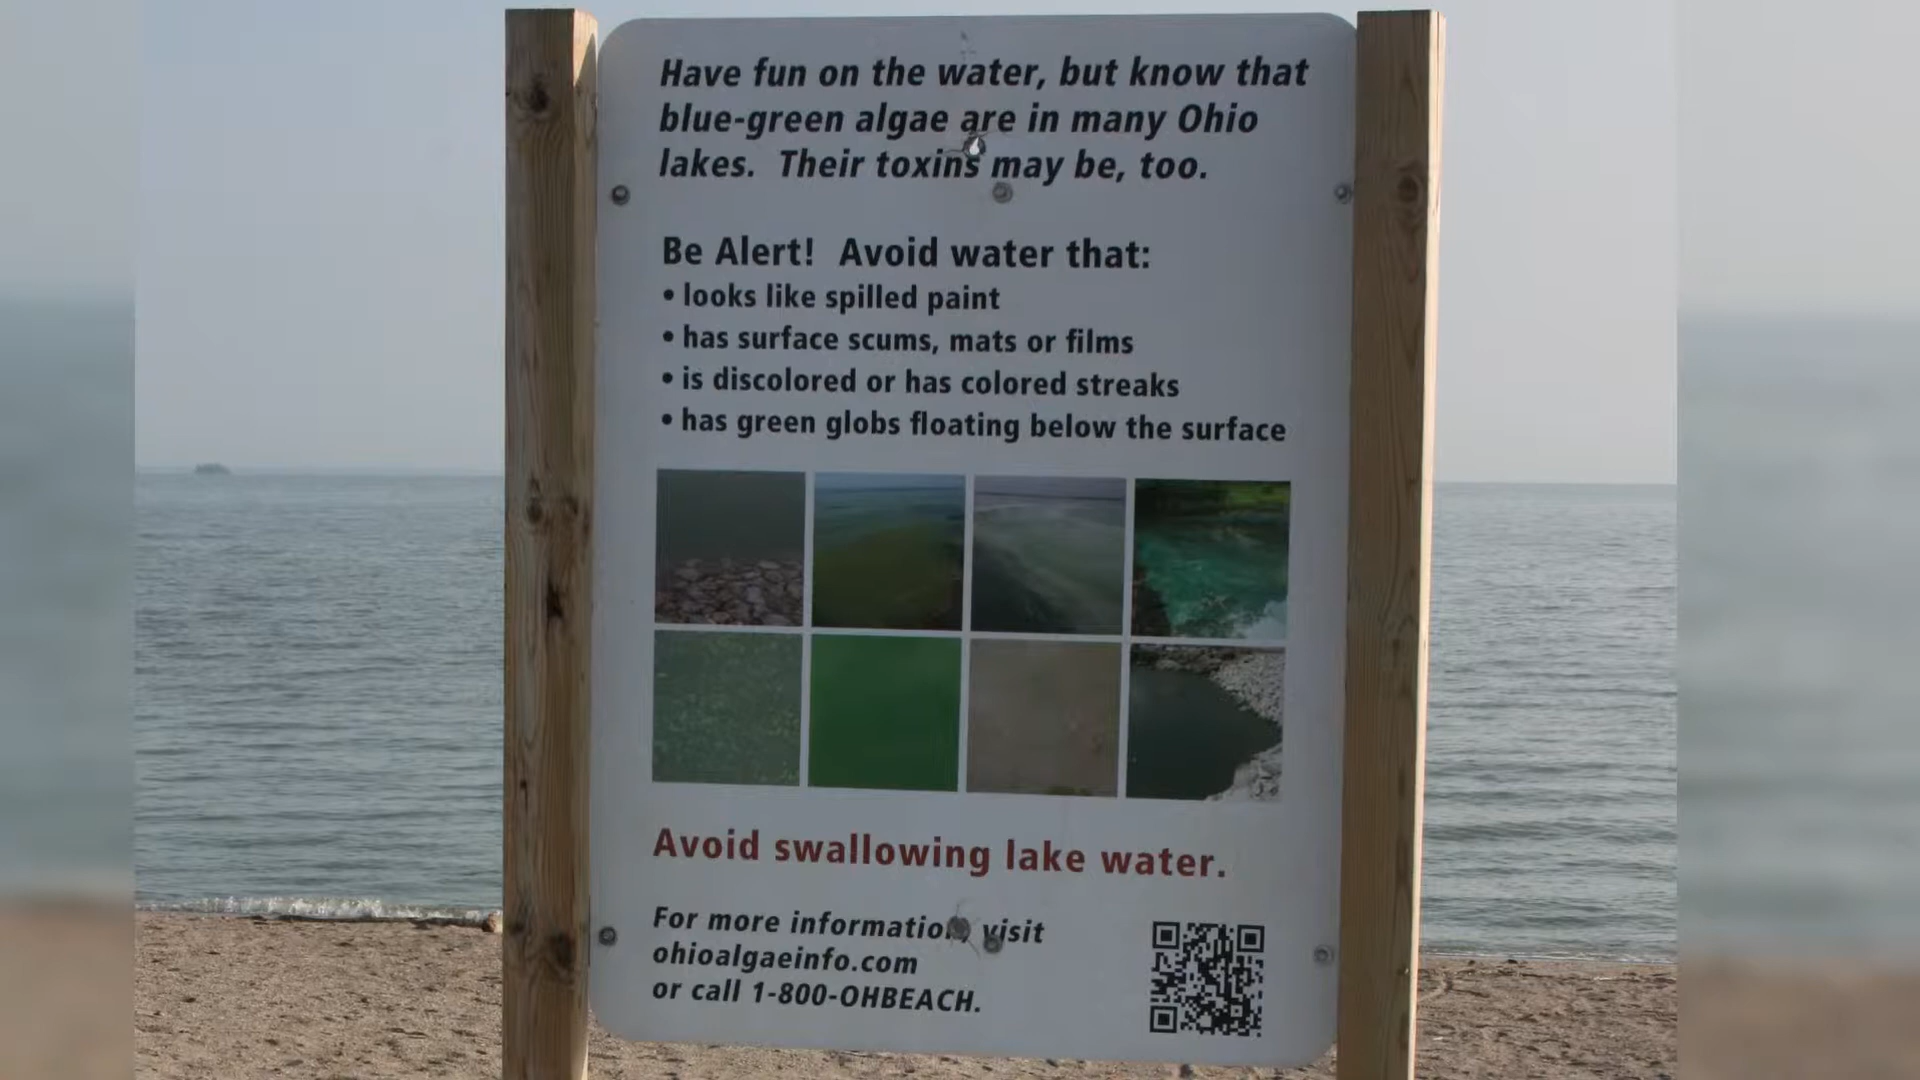 Have fun on the water, but know that
blue-green algae are in many Ohio
lakes. Their toxins may be, too.
Be Alert! Avoid water that:
• looks like spilled paint
• has surface scums, mats or films
• is discolored or has colored streaks
• has green globs floating below the surface
Avoid swallowing lake water.
For more information, visit
ohioalgaeinfo.com
or call 1-800-OHBEACH.